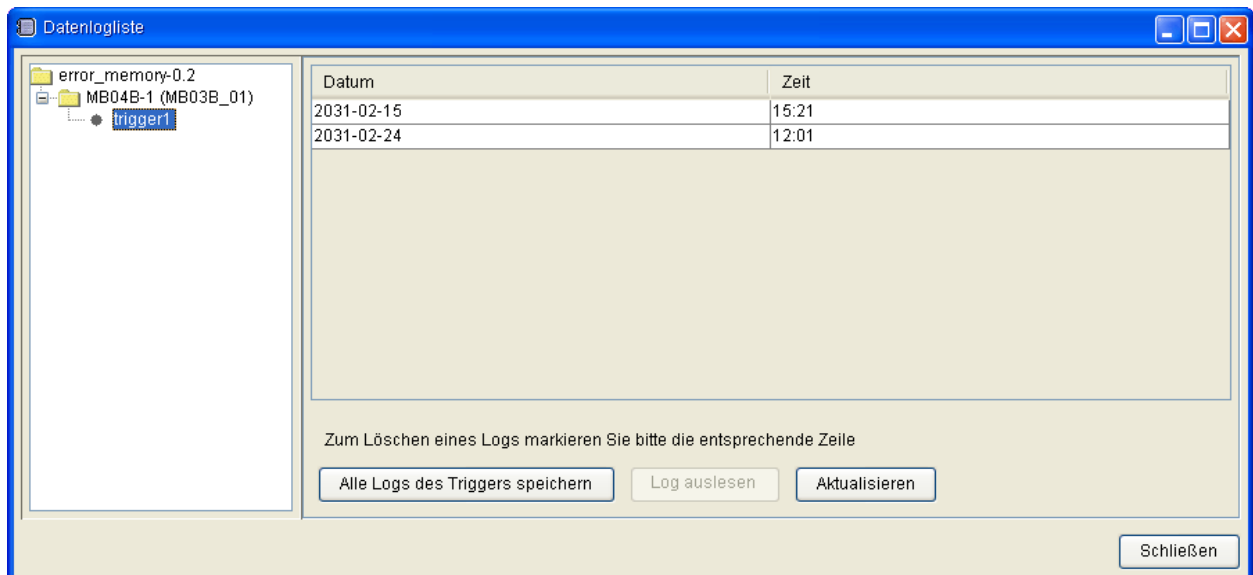 Datenlogliste
error_memory-0.2
MB04B-1 (MB03B_01)
trigger1
Datum Zeit
2031-02-15 15:21
2031-02-24 12:01
Zum Löschen eines Logs markieren Sie bitte die entsprechende Zeile
Alle Logs des Triggers speichern Log auslesen Aktualisieren
Schließen